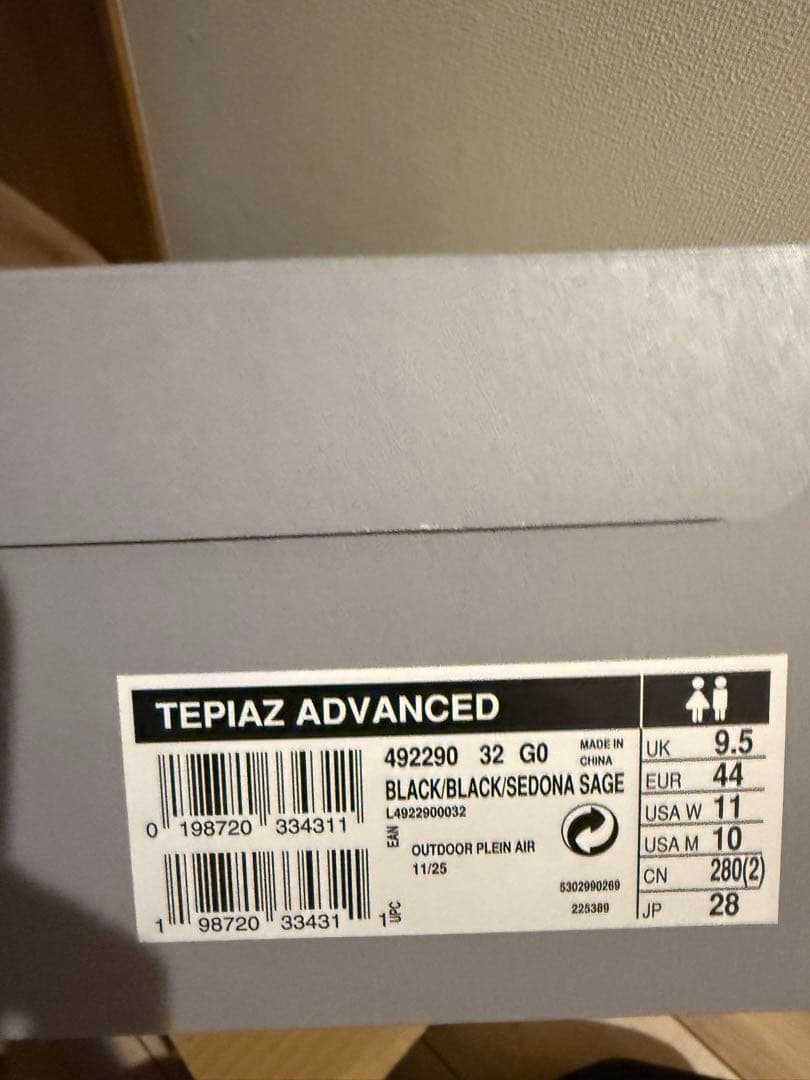 TEPIAZ ADVANCED
492290 32 G0
MADE IN
CHINA
BLACK/BLACK/SEDONA SAGE
L4922900032
0 198720 334311
EAN
OUTDOOR PLEIN AIR
11/25
5302990269
225389
1 98720 33431 1
UPC
UK 9.5
EUR 44
USA W 11
USA M 10
CN 280(2)
JP 28